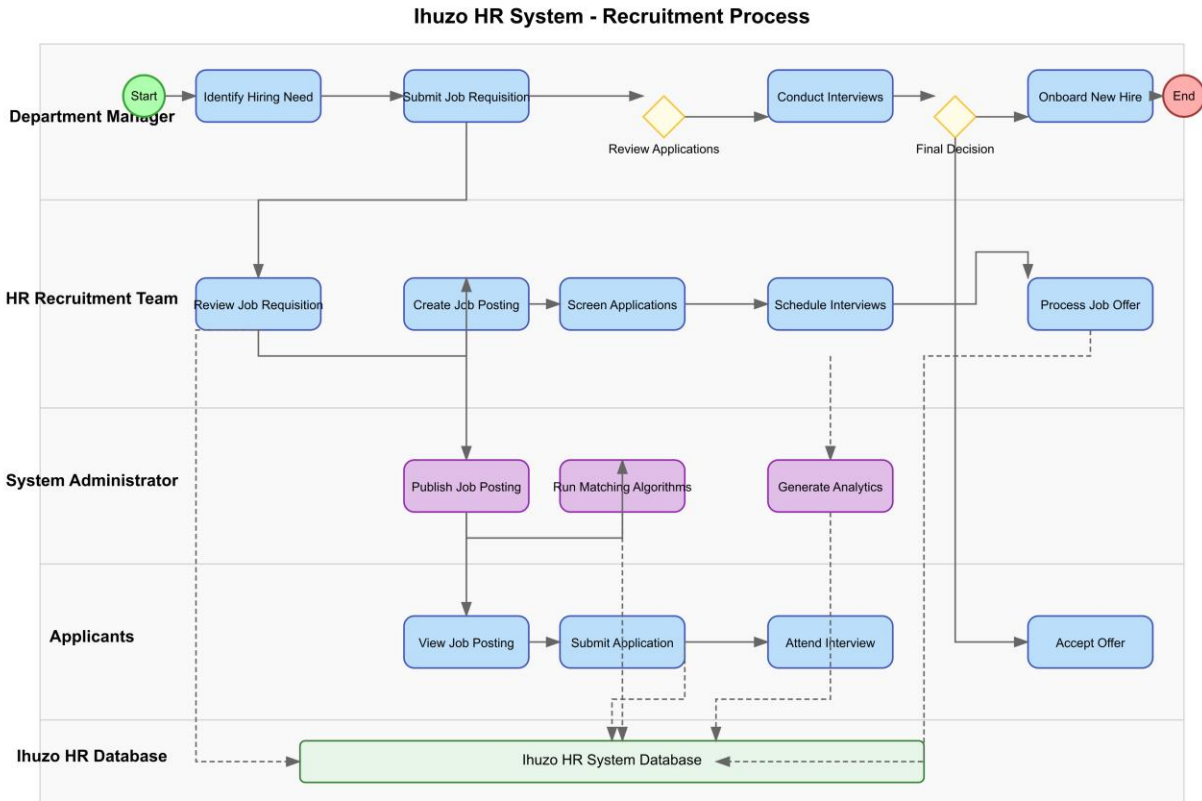 Ihuzo HR System - Recruitment Process
Start
Identify Hiring Need
Submit Job Requisition
Conduct Interviews
Onboard New Hire
End
Department Manager
Review Applications
Final Decision
HR Recruitment Team
Review Job Requisition
Create Job Posting
Screen Applications
Schedule Interviews
Process Job Offer
System Administrator
Publish Job Posting
Run Matching Algorithms
Generate Analytics
Applicants
View Job Posting
Submit Application
Attend Interview
Accept Offer
Ihuzo HR Database
Ihuzo HR System Database